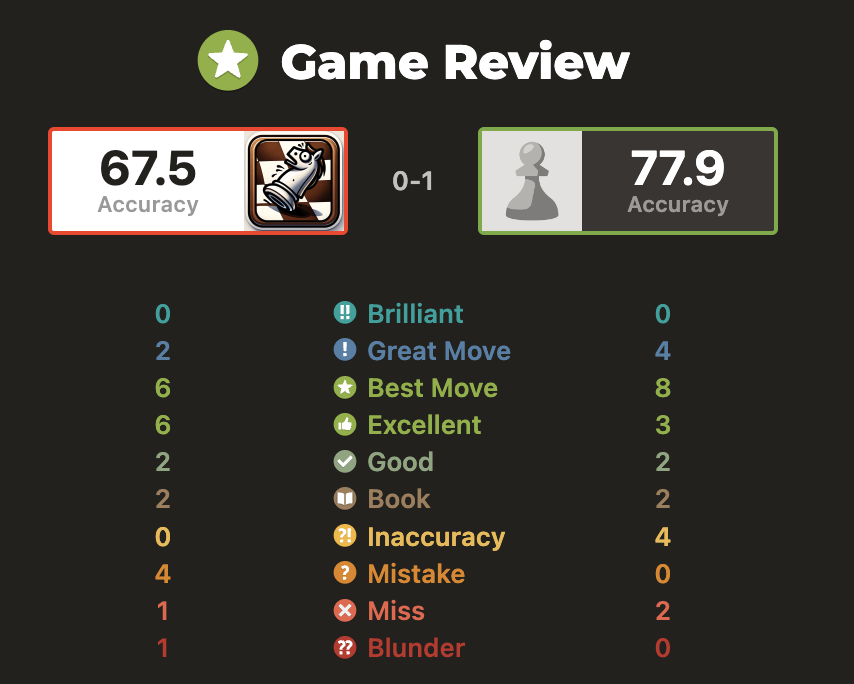 Game Review
67.5 0-1 77.9
Accuracy Accuracy
0 !! Brilliant 0
2 ! Great Move 4
6 Best Move 8
6 Excellent 3
2 Good 2
2 Book 2
0 ?! Inaccuracy 4
4 ? Mistake 0
1 Miss 2
1 ?? Blunder 0